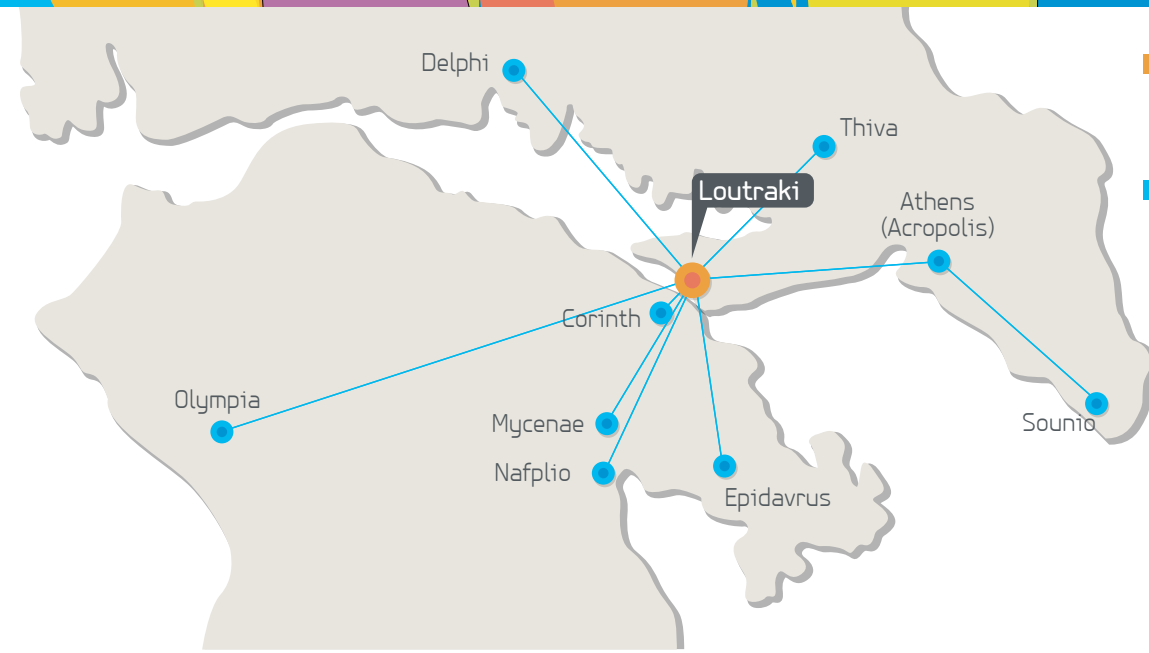 Delphi
Thiva
Loutraki
Athens
(Acropolis)
Corinth
Olympia
Mycenae
Sounio
Nafplio
Epidavrus